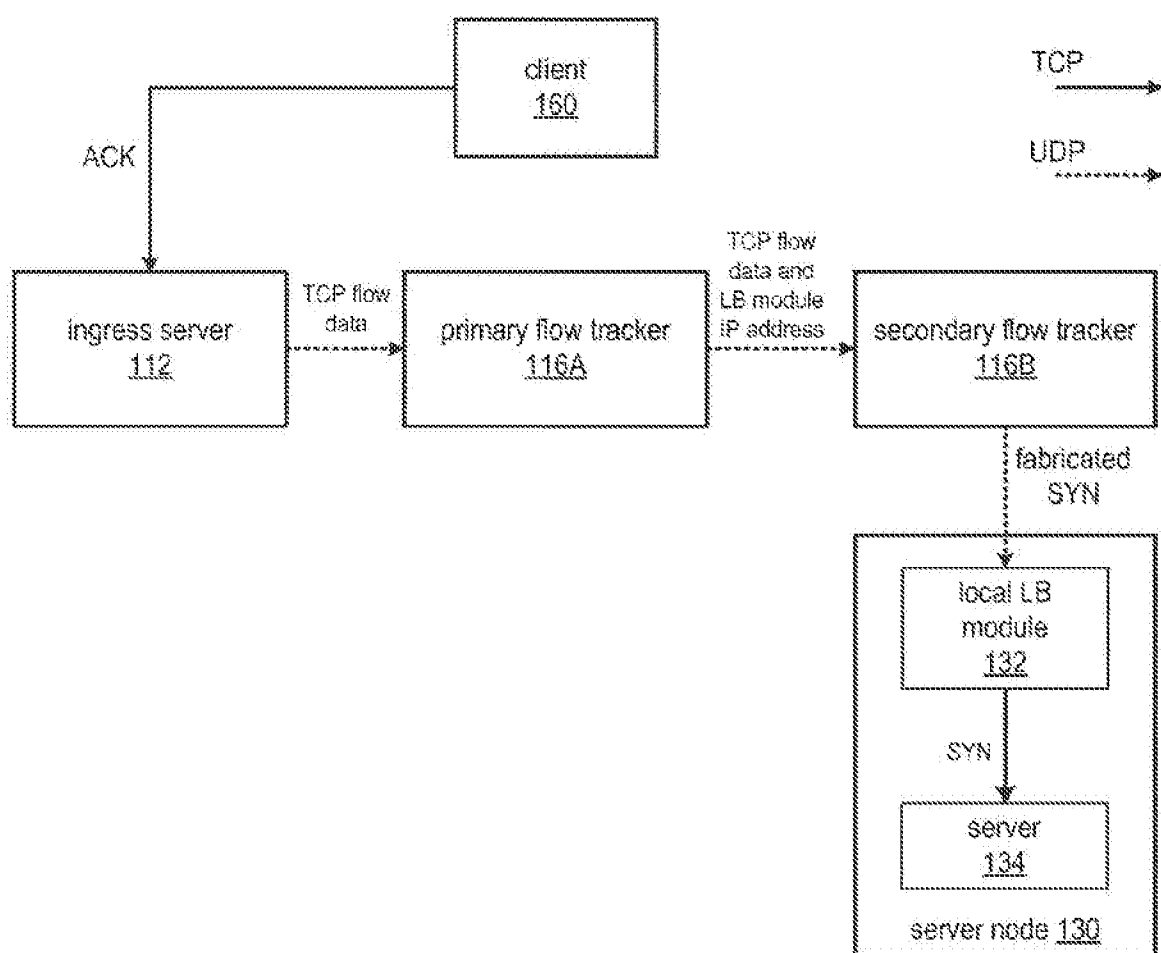 client
160
TCP
UDP
ACK
ingress server
112
TCP flow
data
primary flow tracker
116A
TCP flow
data and
LB module
IP address
secondary flow tracker
116B
fabricated
SYN
local LB
module
132
SYN
server
134
server node 130